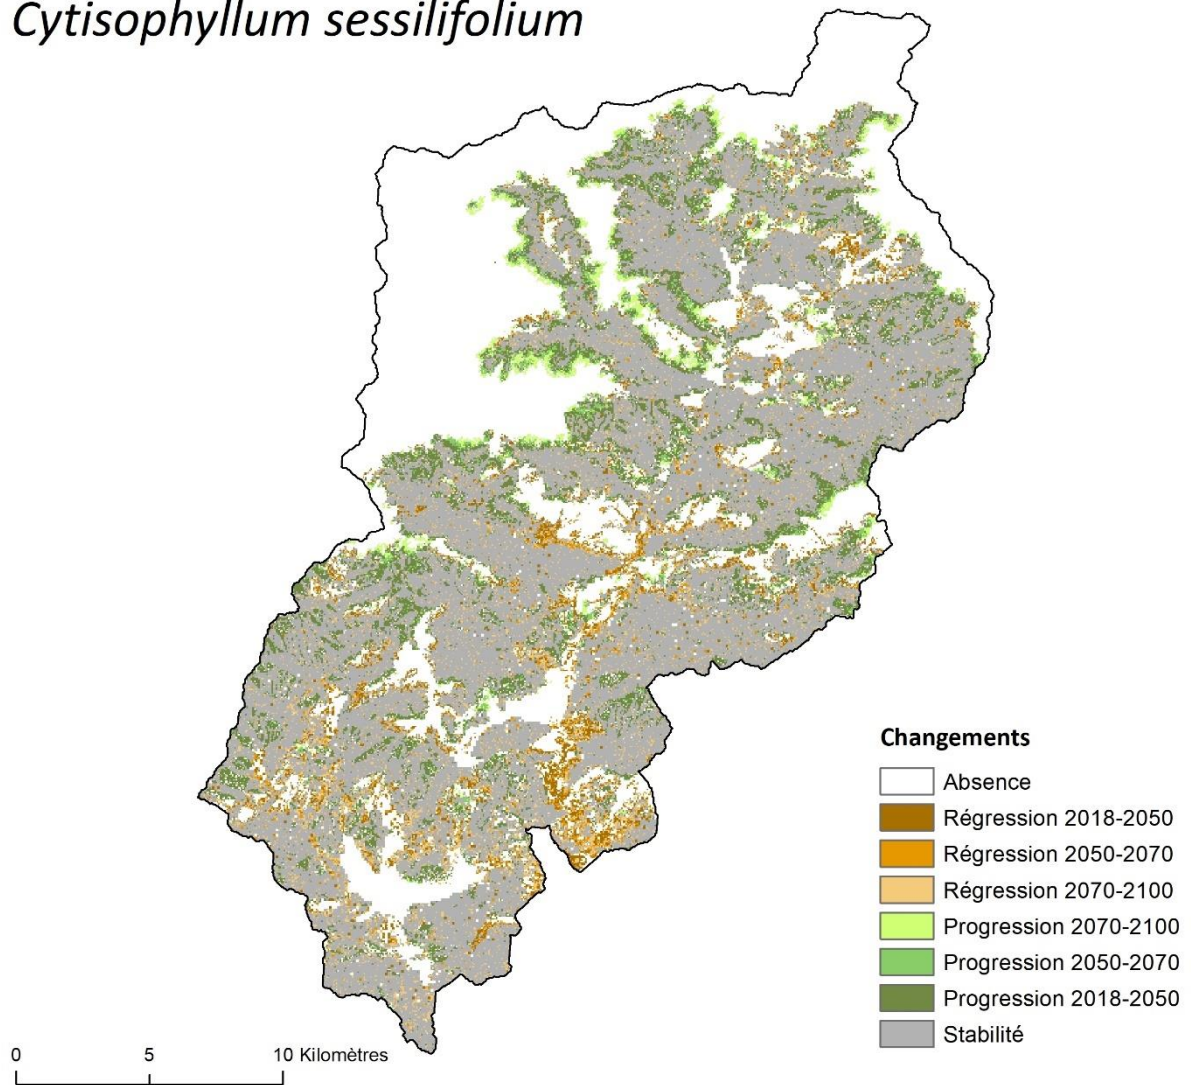 Cytisophyllum sessilifolium
Changements
Absence
Régression 2018-2050
Régression 2050-2070
Régression 2070-2100
Progression 2070-2100
Progression 2050-2070
Progression 2018-2050
Stabilité
0 5 10 Kilomètres